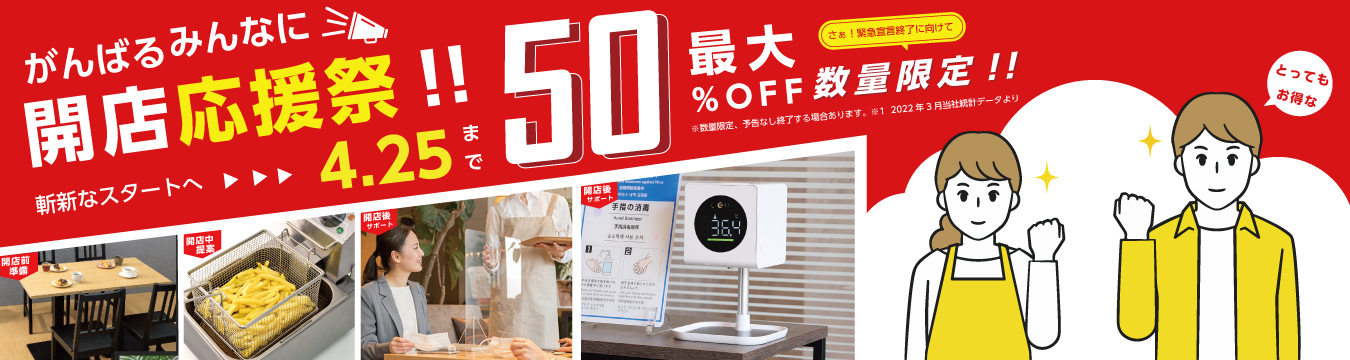 がんばるみんなに
開店応援祭!!
斬新なスタートへ
4.25まで
50
最大
%OFF数量限定!!
さぁ！緊急宣言終了に向けて
※数量限定、予告なし終了する場合あります。※1 2022年3月当社統計データより
とっても
お得な
開店前
準備
開店中
提案
開店後
サポート
開店後
サポート
手指の消毒
Hand Sanitizer
36.4
1
2